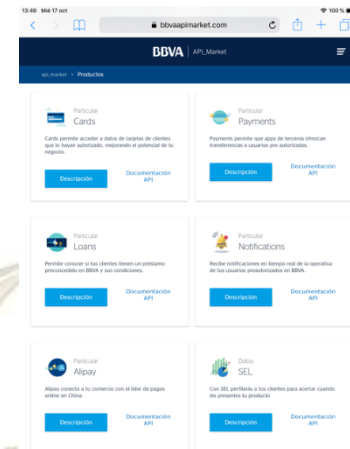 13:49 Mié 17 oct
100 %
bbvaapimarket.com
BBVA API_Market
api_market > Productos
Particular
Cards
Cards permite acceder a datos de tarjetas de clientes
que lo hayan autorizado, mejorando el potencial de tu
negocio.
Descripción
Documentación
API
Particular
Payments
Payments permite que apps de terceros ofrezcan
transferencias a usuarios pre autorizados.
Descripción
Documentación
API
Particular
Loans
Permite conocer si tus clientes tienen un préstamo
preconcedido en BBVA y sus condiciones.
Descripción
Documentación
API
Particular
Notifications
Recibe notificaciones en tiempo real de la operativa
de tus usuarios preautorizados en BBVA.
Descripción
Documentación
API
Particular
Alipay
Alipay conecta a tu comercio con el líder de pagos
online en China.
Descripción
Documentación
API
Datos
SEL
Con SEL perfilarás a tus clientes para acertar cuando
les presentes tu producto
Descripción
Documentación
API